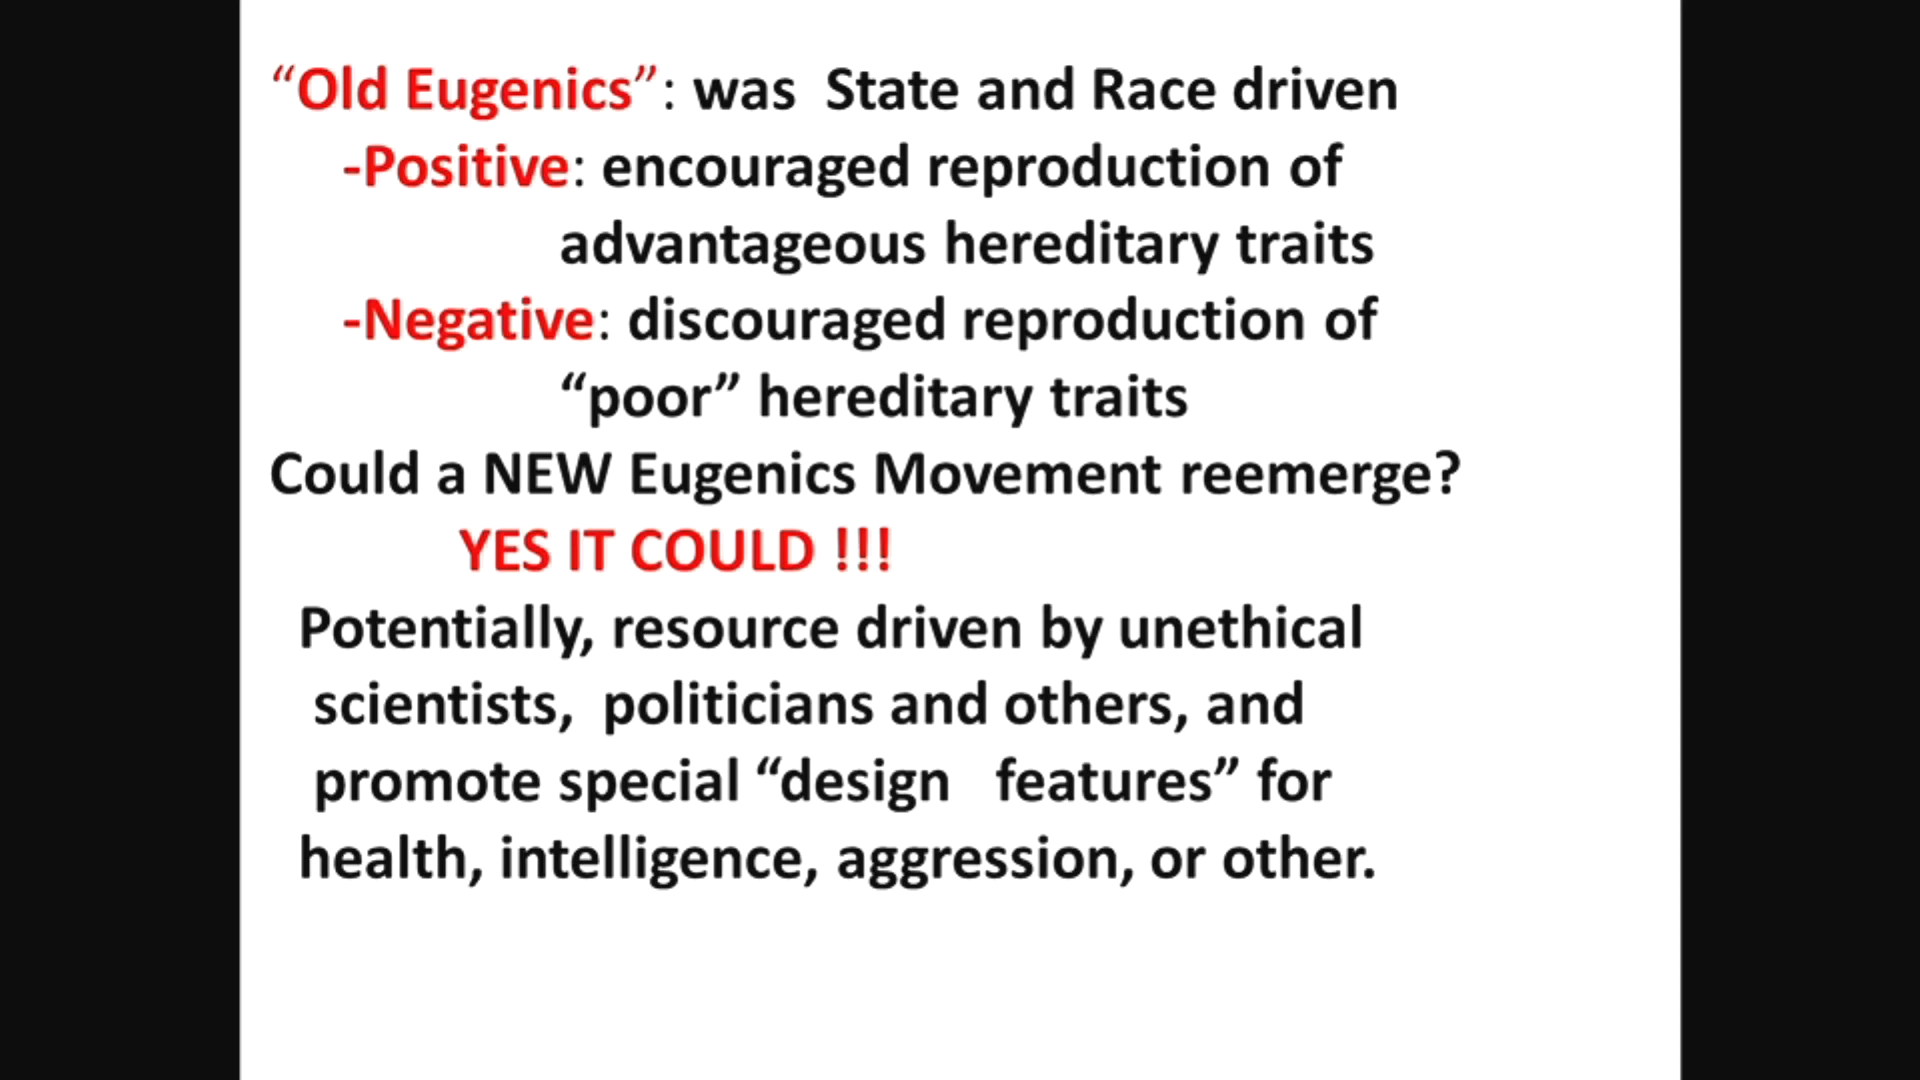 “Old Eugenics”: was State and Race driven
-Positive: encouraged reproduction of
advantageous hereditary traits
-Negative: discouraged reproduction of
“poor” hereditary traits
Could a NEW Eugenics Movement reemerge?
YES IT COULD !!!
Potentially, resource driven by unethical
scientists, politicians and others, and
promote special “design features” for
health, intelligence, aggression, or other.